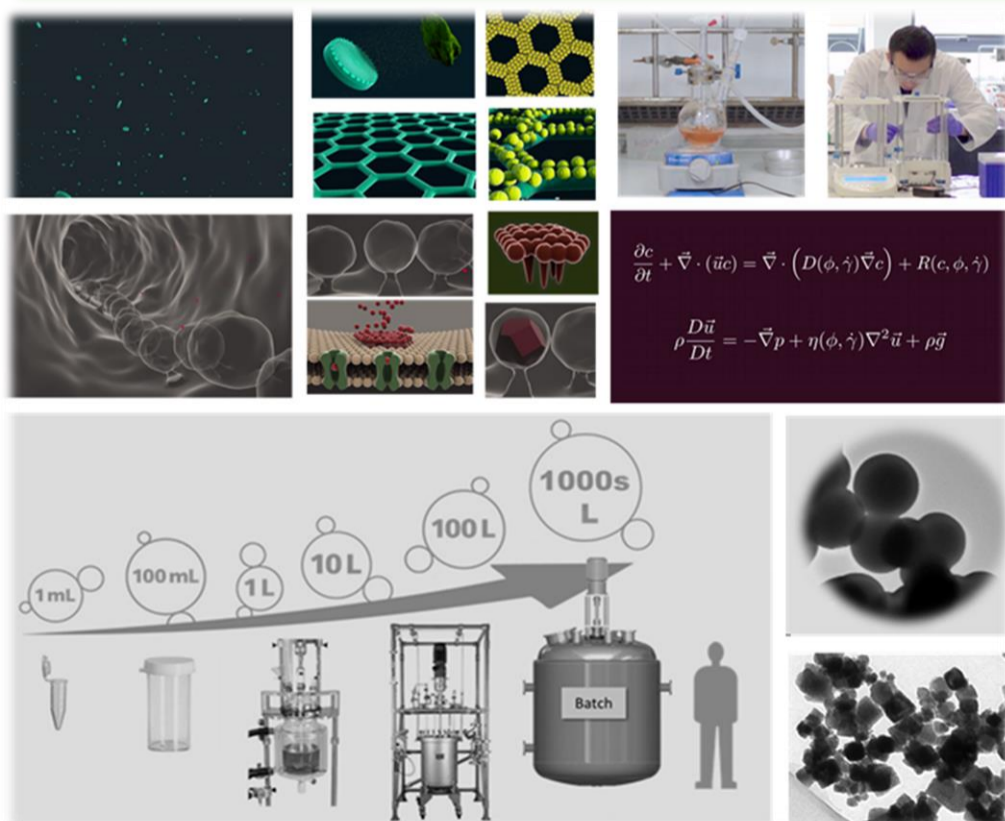 ∂c/∂t + ∇⃗ · (u⃗c) = ∇⃗ · (D(ϕ, γ̇)∇⃗c) + R(c, ϕ, γ̇)
ρ Du⃗/Dt = −∇⃗p + η(ϕ, γ̇)∇²u⃗ + ρg⃗
1 mL
100 mL
1 L
10 L
100 L
1000s
L
Batch